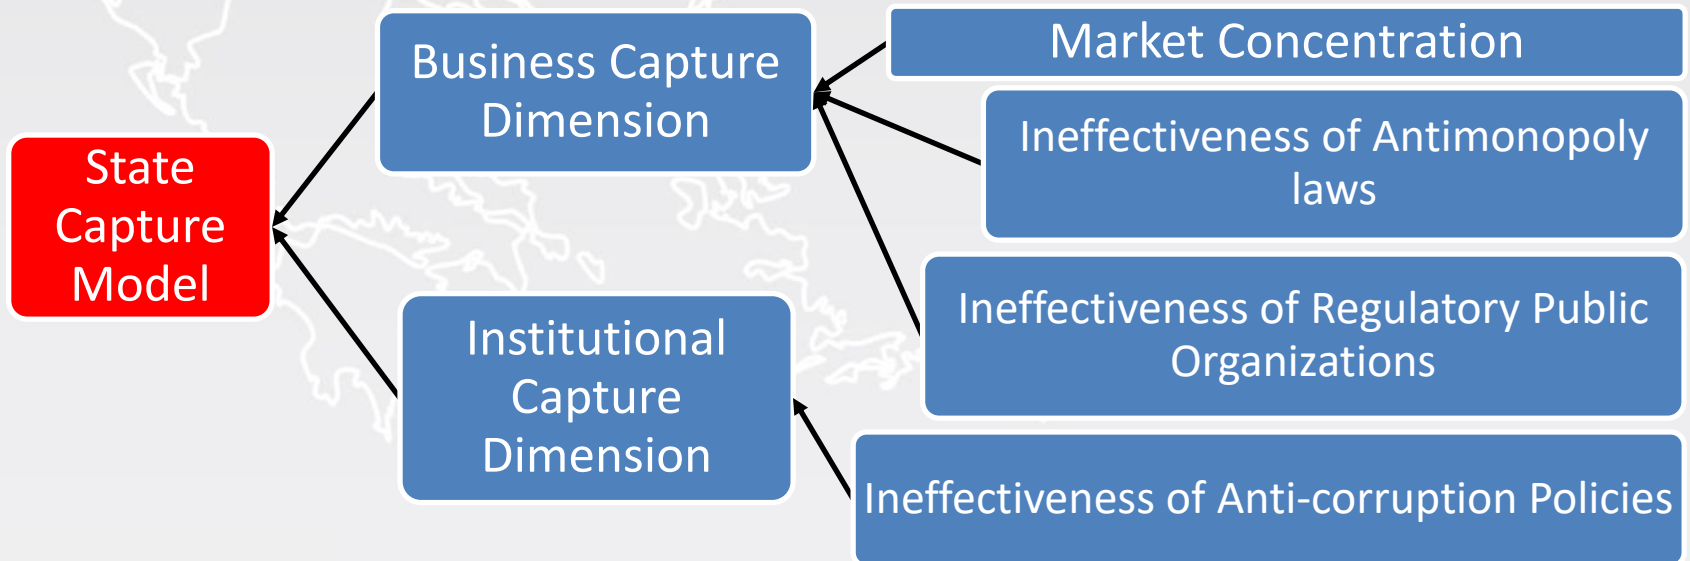 State
Capture
Model
Business Capture
Dimension
Institutional
Capture
Dimension
Market Concentration
Ineffectiveness of Antimonopoly
laws
Ineffectiveness of Regulatory Public
Organizations
Ineffectiveness of Anti-corruption Policies